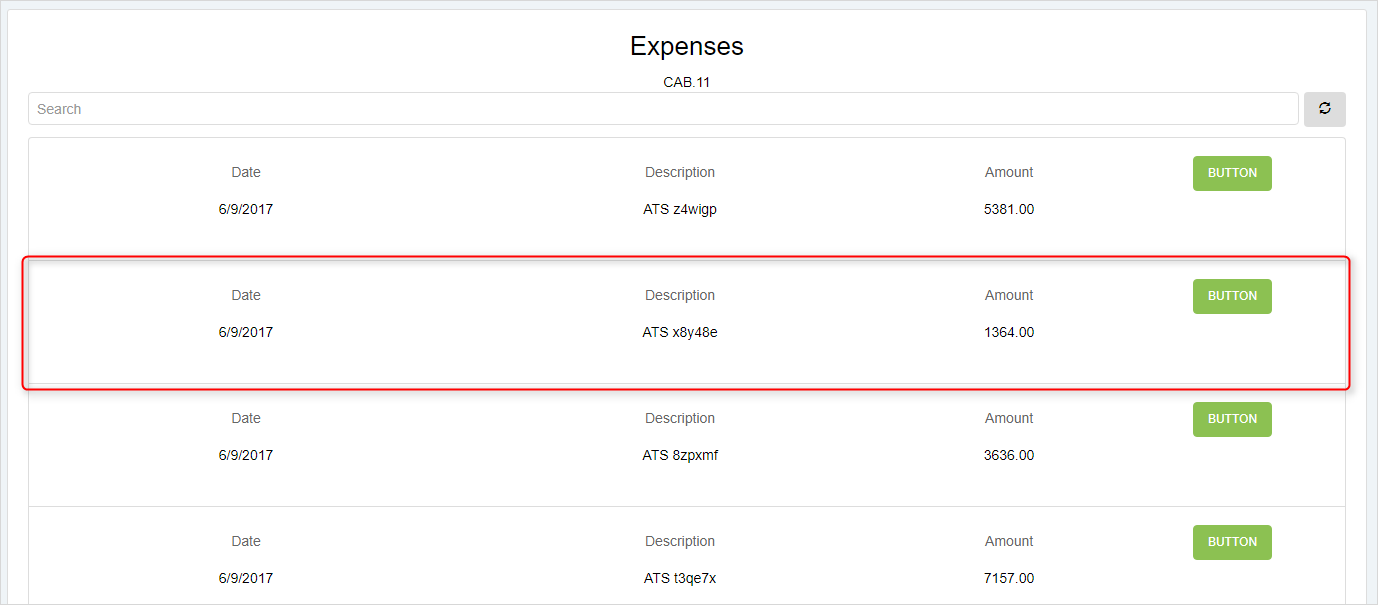 Expenses
CAB.11
Search
Date Description Amount BUTTON
6/9/2017 ATS z4wigp 5381.00
Date Description Amount BUTTON
6/9/2017 ATS x8y48e 1364.00
Date Description Amount BUTTON
6/9/2017 ATS 8zpxmf 3636.00
Date Description Amount BUTTON
6/9/2017 ATS t3qe7x 7157.00